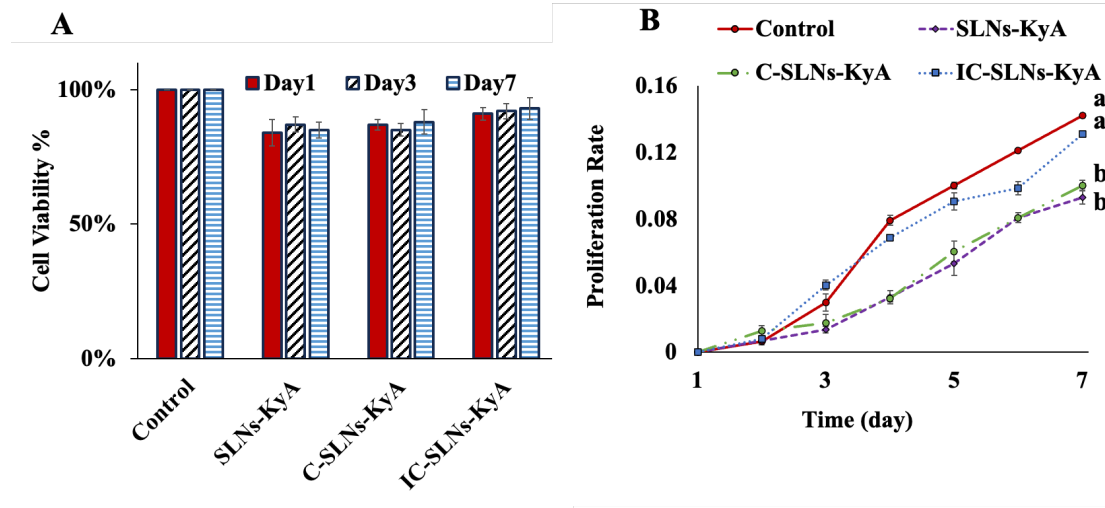 A
Day1 Day3 Day7
Cell Viability %
100%
50%
0%
Control
SLNs-KyA
C-SLNs-KyA
IC-SLNs-KyA
B
Control SLNs-KyA
C-SLNs-KyA IC-SLNs-KyA
Proliferation Rate
0.16
0.12
0.08
0.04
0
a
a
b
b
1 3 5 7
Time (day)